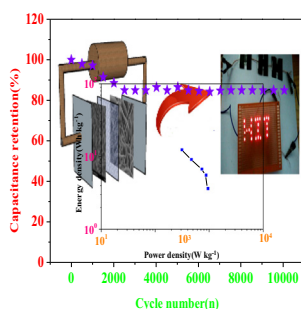 120
100
80
60
40
20
0
Capacitance retention(%)
0 2000 4000 6000 8000 10000
Cycle number(n)
Energy density(Wh/kg⁻¹)
10¹
10⁰
10¹ 10³ 10⁴
Power density(W kg⁻¹)